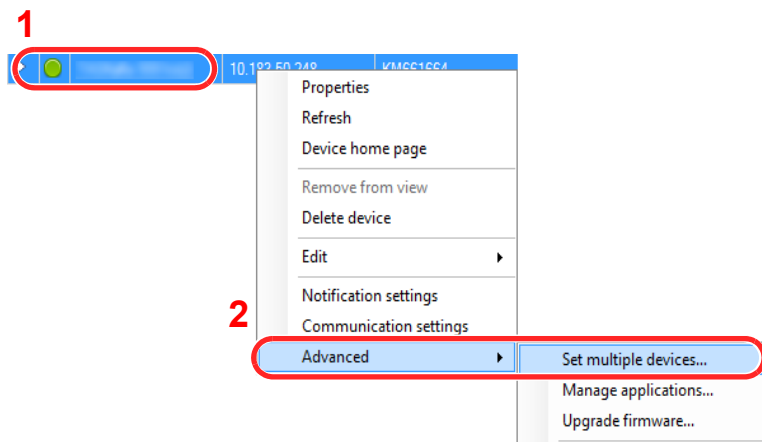 1
10.183.50.248 KM661664
Properties
Refresh
Device home page
Remove from view
Delete device
Edit
Notification settings
2
Communication settings
Advanced
Set multiple devices...
Manage applications...
Upgrade firmware...